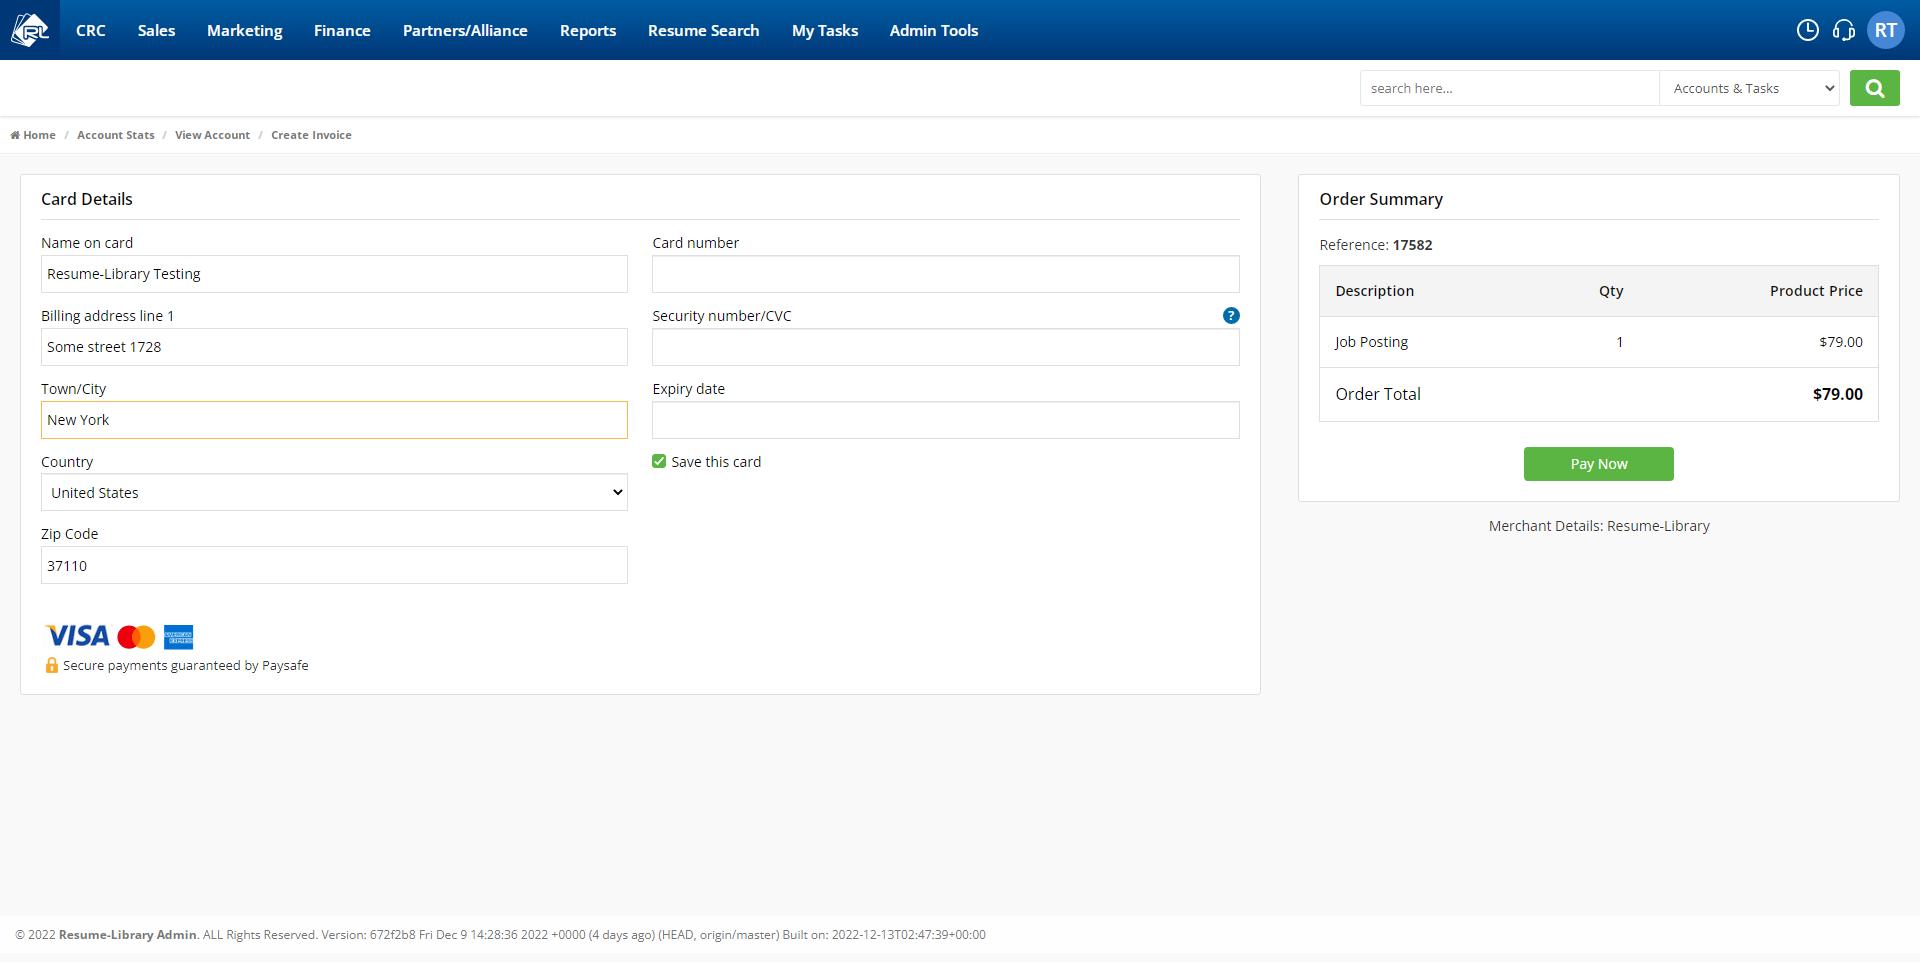 RL CRC Sales Marketing Finance Partners/Alliance Reports Resume Search My Tasks Admin Tools RT
search here... Accounts & Tasks
Home / Account Stats / View Account / Create Invoice
Card Details
Name on card
Resume-Library Testing
Billing address line 1
Some street 1728
Town/City
New York
Country
United States
Zip Code
37110
Card number
Security number/CVC ?
Expiry date
Save this card
VISA AMERICAN EXPRESS
Secure payments guaranteed by Paysafe
Order Summary
Reference: 17582
Description Qty Product Price
Job Posting 1 $79.00
Order Total $79.00
Pay Now
Merchant Details: Resume-Library
© 2022 Resume-Library Admin. ALL Rights Reserved. Version: 672f2b8 Fri Dec 9 14:28:36 2022 +0000 (4 days ago) (HEAD, origin/master) Built on: 2022-12-13T02:47:39+00:00